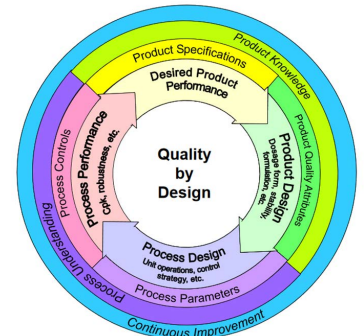 Product Knowledge
Product Specifications
Desired Product
Performance
Product Quality Attributes
Product Design
Dosage form, stability,
formulation, etc.
Quality
by
Design
Process Design
Unit operations, control
strategy, etc.
Process Parameters
Process Performance
Cpk, robustness, etc.
Process Controls
Process Understanding
Continuous Improvement